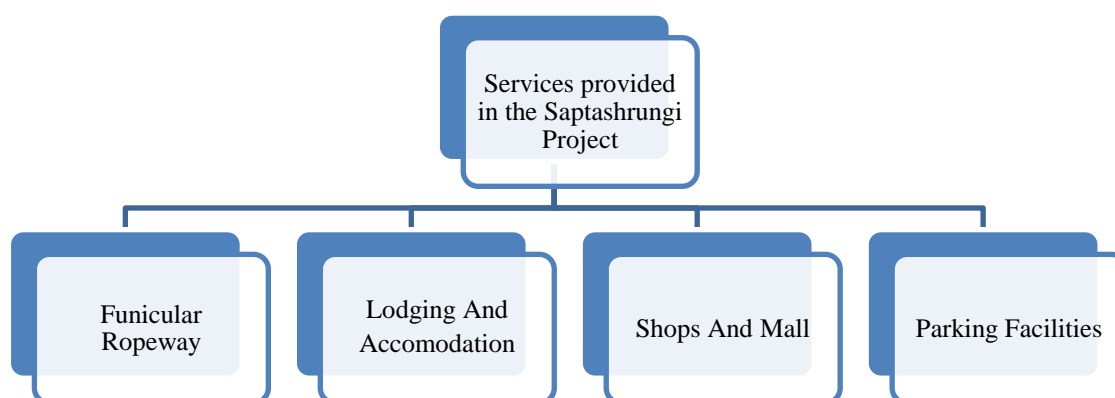 Services provided
in the Saptashrungi
Project
Funicular
Ropeway
Lodging And
Accomodation
Shops And Mall
Parking Facilities